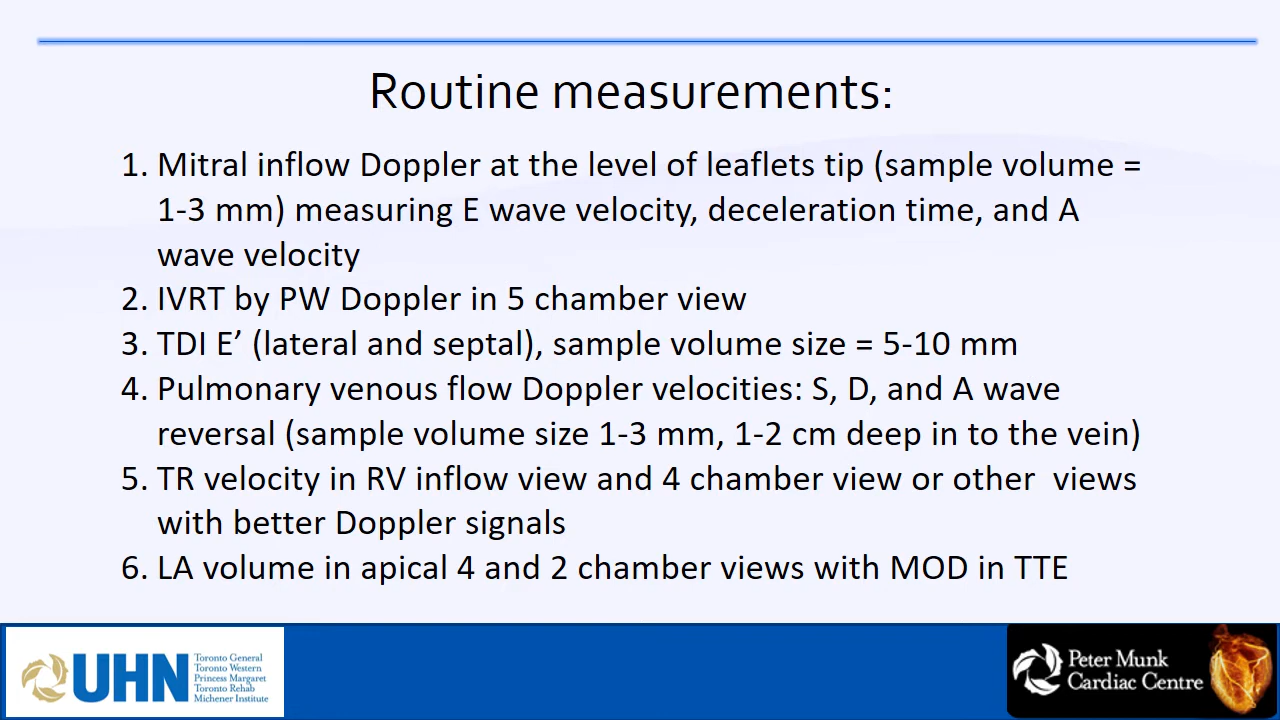 Routine measurements:
1. Mitral inflow Doppler at the level of leaflets tip (sample volume =
1-3 mm) measuring E wave velocity, deceleration time, and A
wave velocity
2. IVRT by PW Doppler in 5 chamber view
3. TDI E’ (lateral and septal), sample volume size = 5-10 mm
4. Pulmonary venous flow Doppler velocities: S, D, and A wave
reversal (sample volume size 1-3 mm, 1-2 cm deep in to the vein)
5. TR velocity in RV inflow view and 4 chamber view or other  views
with better Doppler signals
6. LA volume in apical 4 and 2 chamber views with MOD in TTE
UHN
Toronto General
Toronto Western
Princess Margaret
Toronto Rehab
Michener Institute
Peter Munk
Cardiac Centre